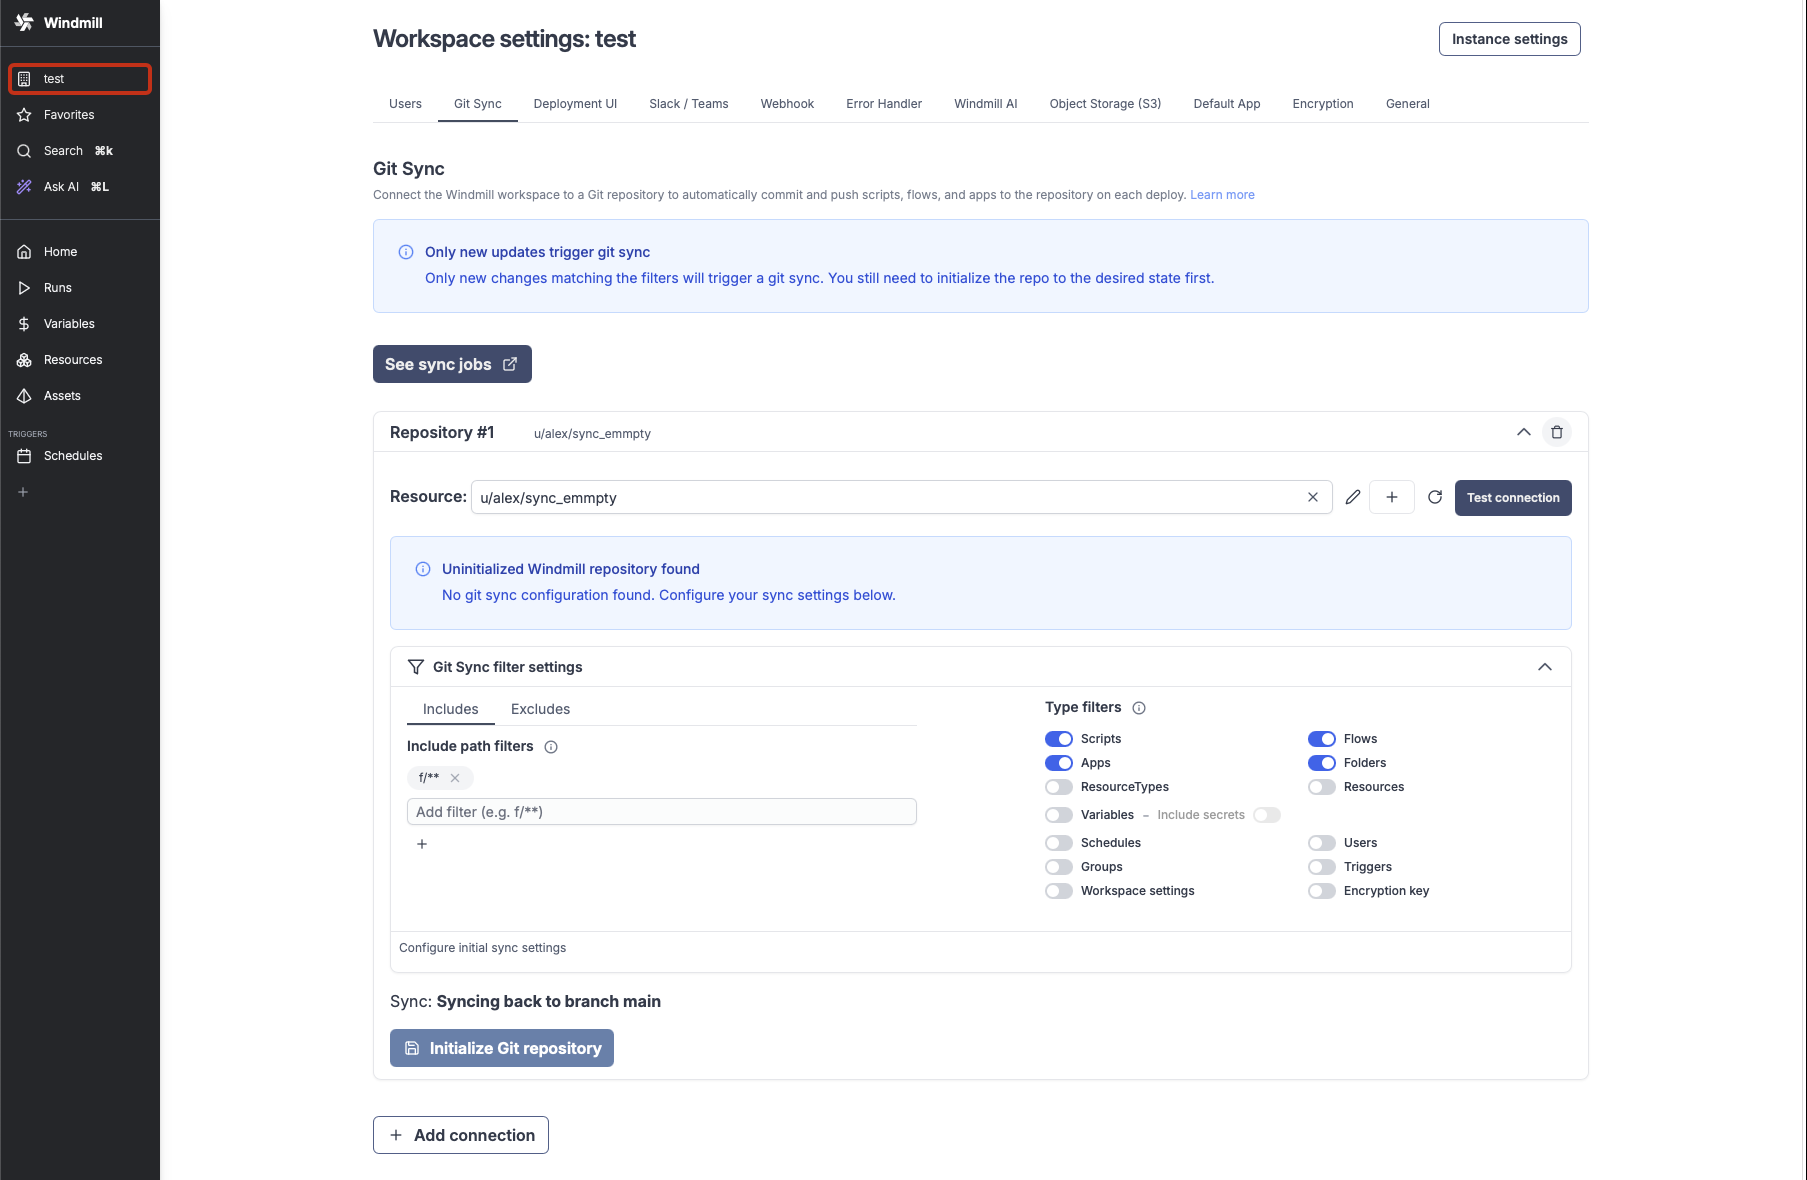 Windmill
test
Favorites
Search ⌘k
Ask AI ⌘L
Home
Runs
Variables
Resources
Assets
TRIGGERS
Schedules
Workspace settings: test
Instance settings
Users Git Sync Deployment UI Slack / Teams Webhook Error Handler Windmill AI Object Storage (S3) Default App Encryption General
Git Sync
Connect the Windmill workspace to a Git repository to automatically commit and push scripts, flows, and apps to the repository on each deploy. Learn more
Only new updates trigger git sync
Only new changes matching the filters will trigger a git sync. You still need to initialize the repo to the desired state first.
See sync jobs
Repository #1 u/alex/sync_emmpty
Resource: u/alex/sync_emmpty
Test connection
Uninitialized Windmill repository found
No git sync configuration found. Configure your sync settings below.
Git Sync filter settings
Includes Excludes
Include path filters
f/**
Add filter (e.g. f/**)
Type filters
Scripts Flows
Apps Folders
ResourceTypes Resources
Variables - Include secrets
Schedules Users
Groups Triggers
Workspace settings Encryption key
Configure initial sync settings
Sync: Syncing back to branch main
Initialize Git repository
+ Add connection